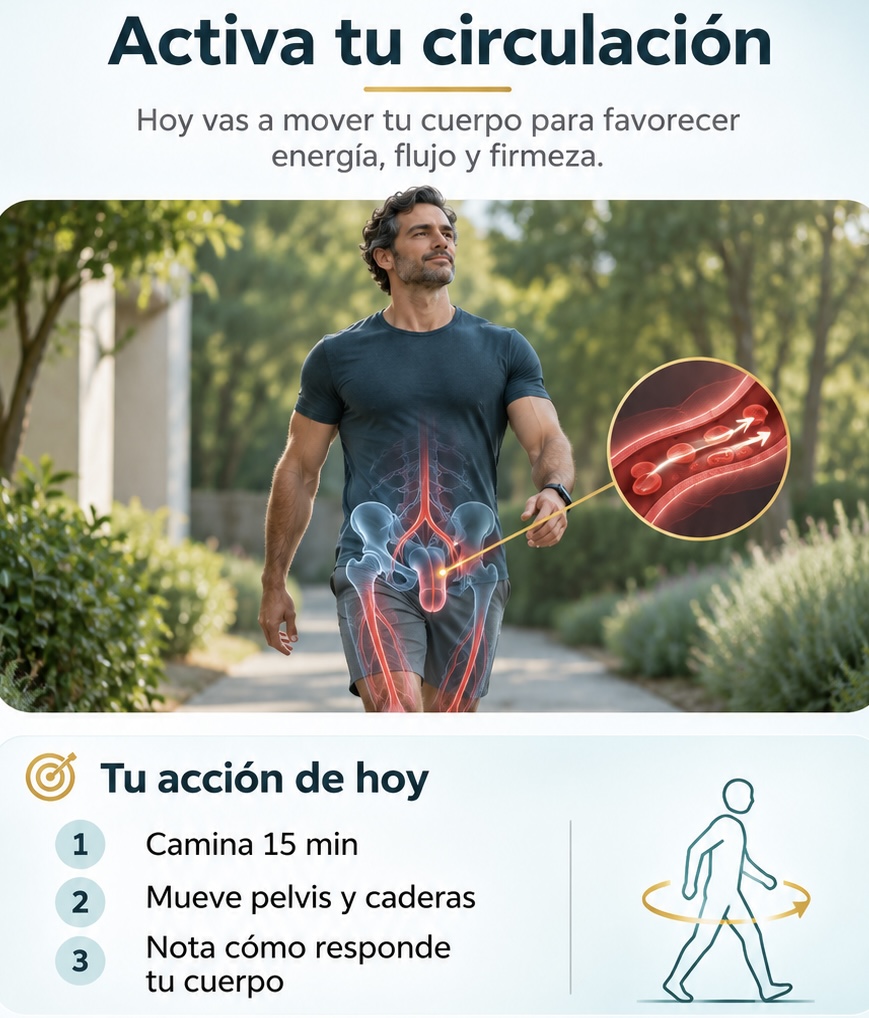 Activa tu circulación
Hoy vas a mover tu cuerpo para favorecer
energía, flujo y firmeza.
Tu acción de hoy
1 Camina 15 min
2 Mueve pelvis y caderas
3 Nota cómo responde
tu cuerpo